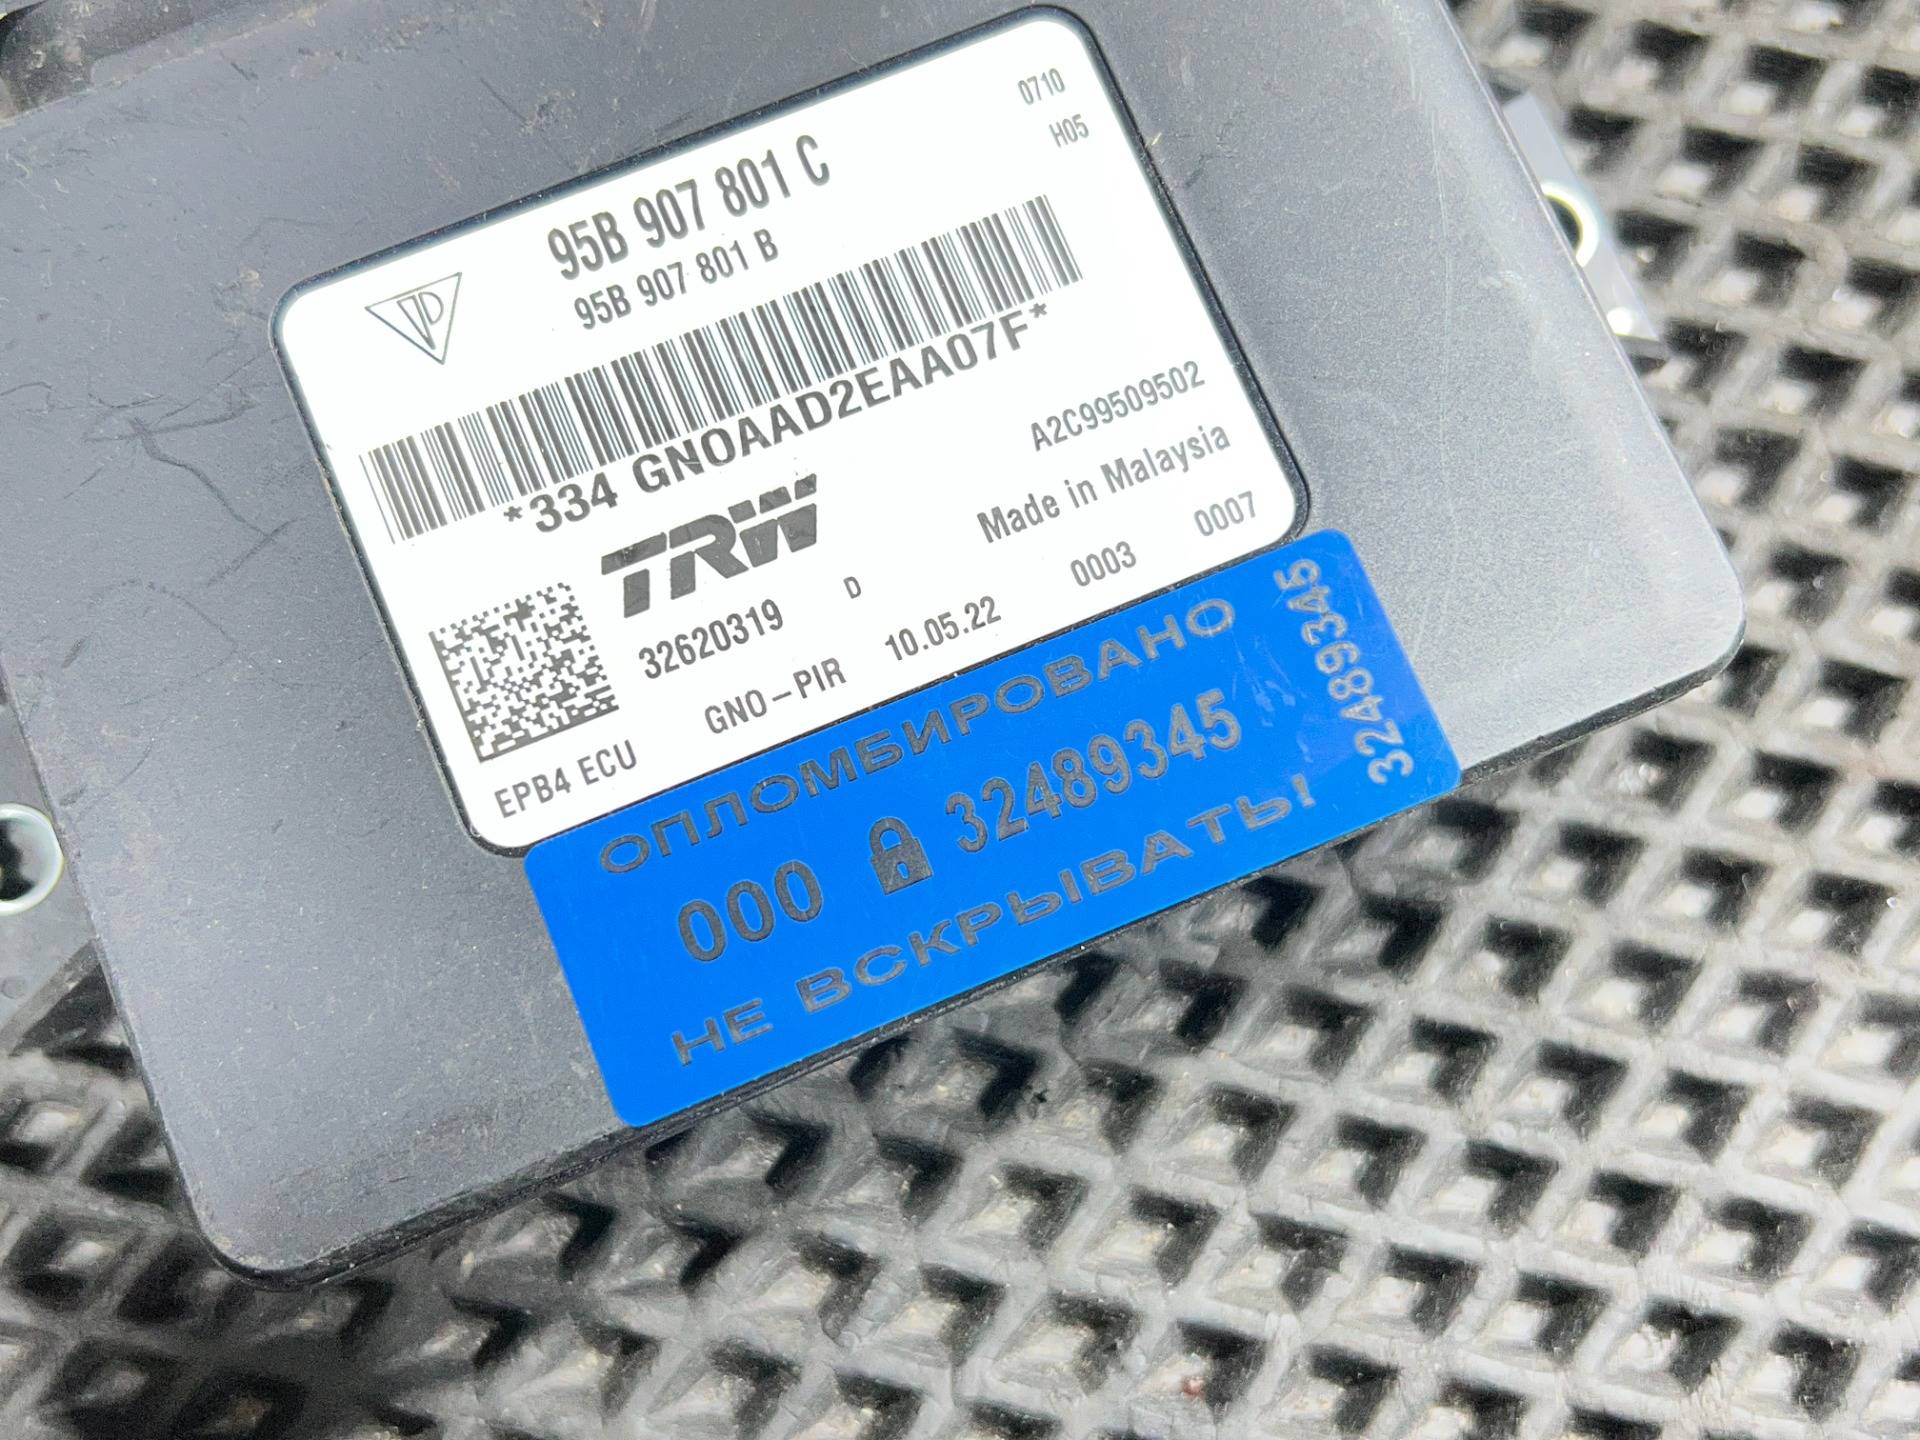 0710
H05
95B 907 801 C
95B 907 801 B
*334 GNOAAD2EAA07F*
TRW
A2C99509502
Made in Malaysia
32620319 D
0003 0007
GNO-PIR 10.05.22
EPB4 ECU
ОПЛОМБИРОВАНО
000 32489345
НЕ ВСКРЫВАТЬ!
32489345